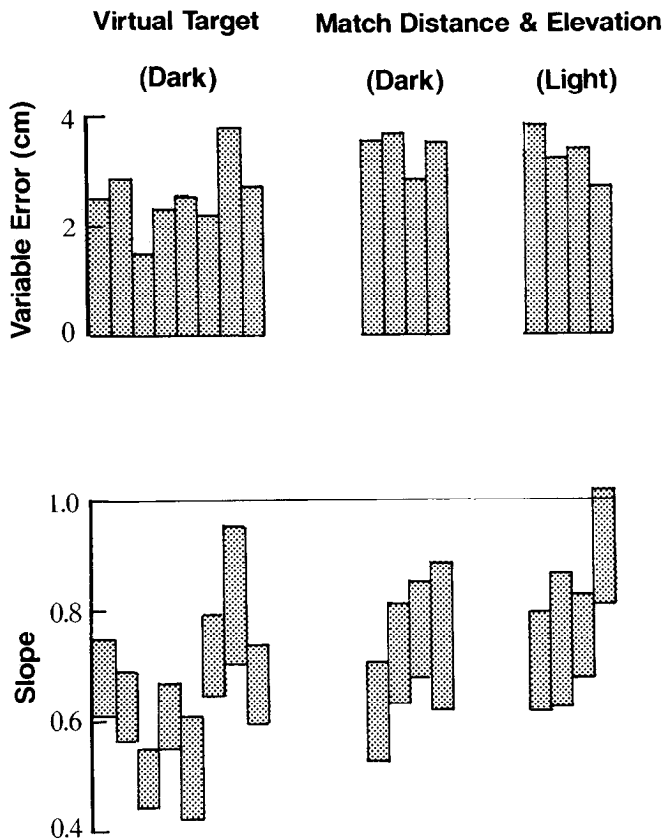 Virtual Target Match Distance & Elevation
(Dark) (Dark) (Light)
Variable Error (cm)
4
2
0
Slope
1.0
0.8
0.6
0.4